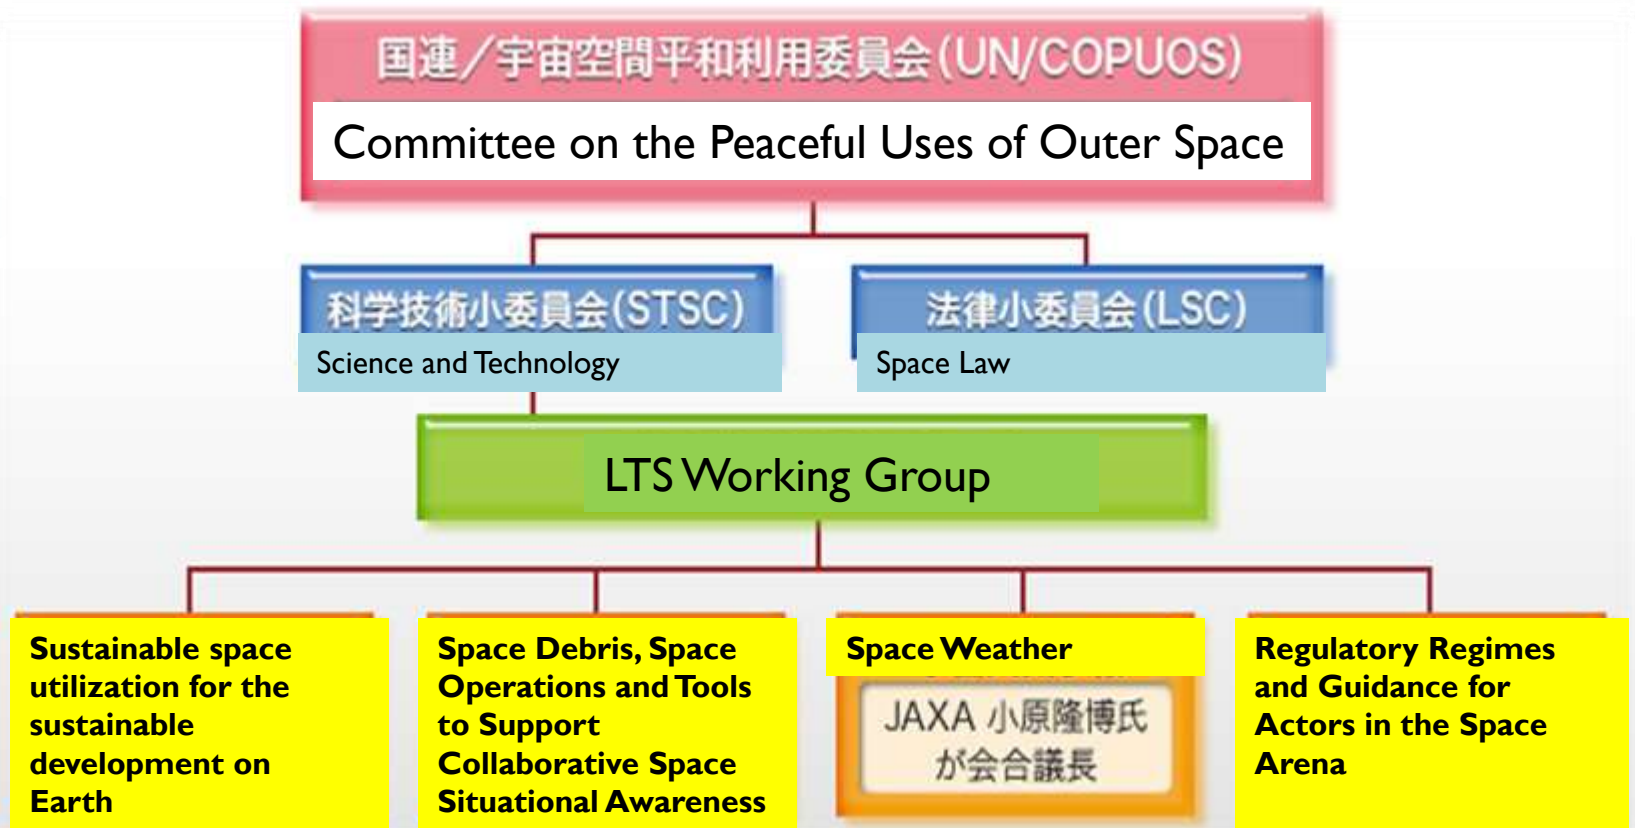 国連／宇宙空間平和利用委員会(UN/COPUOS)
Committee on the Peaceful Uses of Outer Space
科学技術小委員会(STSC)
Science and Technology
法律小委員会(LSC)
Space Law
LTS Working Group
Sustainable space
utilization for the
sustainable
development on
Earth
Space Debris, Space
Operations and Tools
to Support
Collaborative Space
Situational Awareness
Space Weather
JAXA 小原隆博氏
が会合議長
Regulatory Regimes
and Guidance for
Actors in the Space
Arena